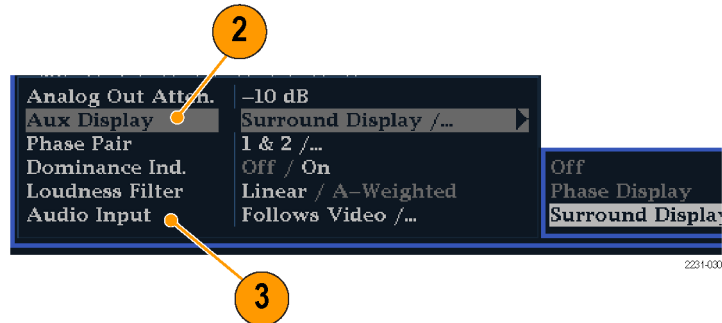 2
Analog Out Atten. –10 dB
Aux Display Surround Display /...
Phase Pair 1 & 2 /...
Dominance Ind. Off / On
Loudness Filter Linear / A–Weighted
Audio Input Follows Video /...
Off
Phase Display
Surround Display
2231-030
3